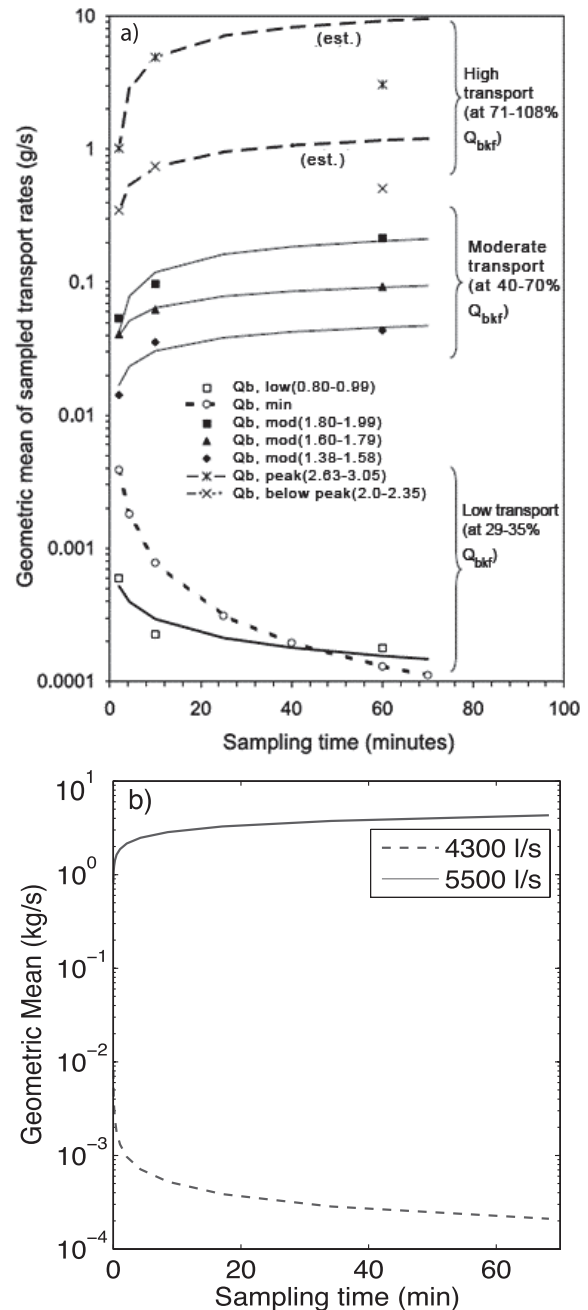 a)
10
1
0.1
0.01
0.001
0.0001
0
20
40
60
80
100
Geometric mean of sampled transport rates (g/s)
Sampling time (minutes)
(est.)
(est.)
High
transport
(at 71-108%
Qbkf)
Moderate
transport
(at 40-70%
Qbkf)
Low transport
(at 29-35%
Qbkf)
Qb, low(0.80-0.99)
Qb, min
Qb, mod(1.80-1.99)
Qb, mod(1.60-1.79)
Qb, mod(1.38-1.58)
Qb, peak(2.63-3.05)
Qb, below peak(2.0-2.35)
b)
10^1
10^0
10^−1
10^−2
10^−3
10^−4
0
20
40
60
Geometric Mean (kg/s)
Sampling time (min)
4300 l/s
5500 l/s